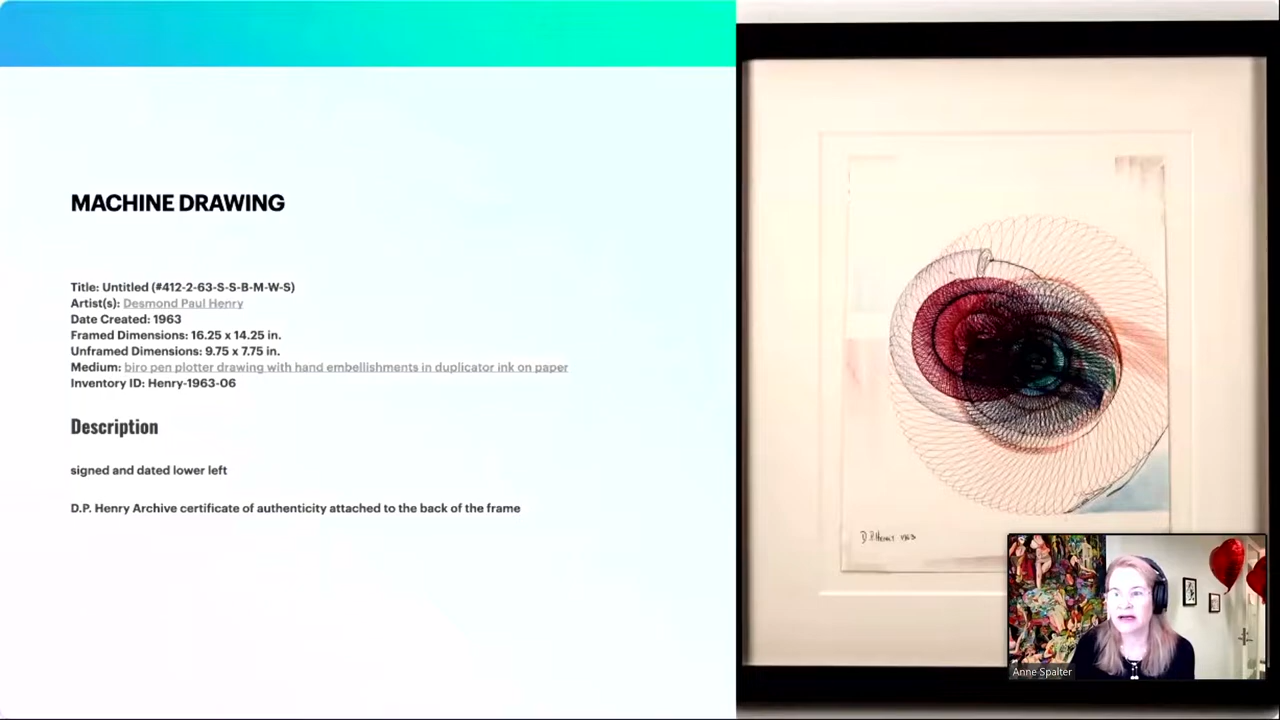 MACHINE DRAWING
Title: Untitled (#412-2-63-S-S-B-M-W-S)
Artist(s): Desmond Paul Henry
Date Created: 1963
Framed Dimensions: 16.25 x 14.25 in.
Unframed Dimensions: 9.75 x 7.75 in.
Medium: biro pen plotter drawing with hand embellishments in duplicator ink on paper
Inventory ID: Henry-1963-06
Description
signed and dated lower left
D.P. Henry Archive certificate of authenticity attached to the back of the frame
D.P. Henry 1963
Anne Spalter